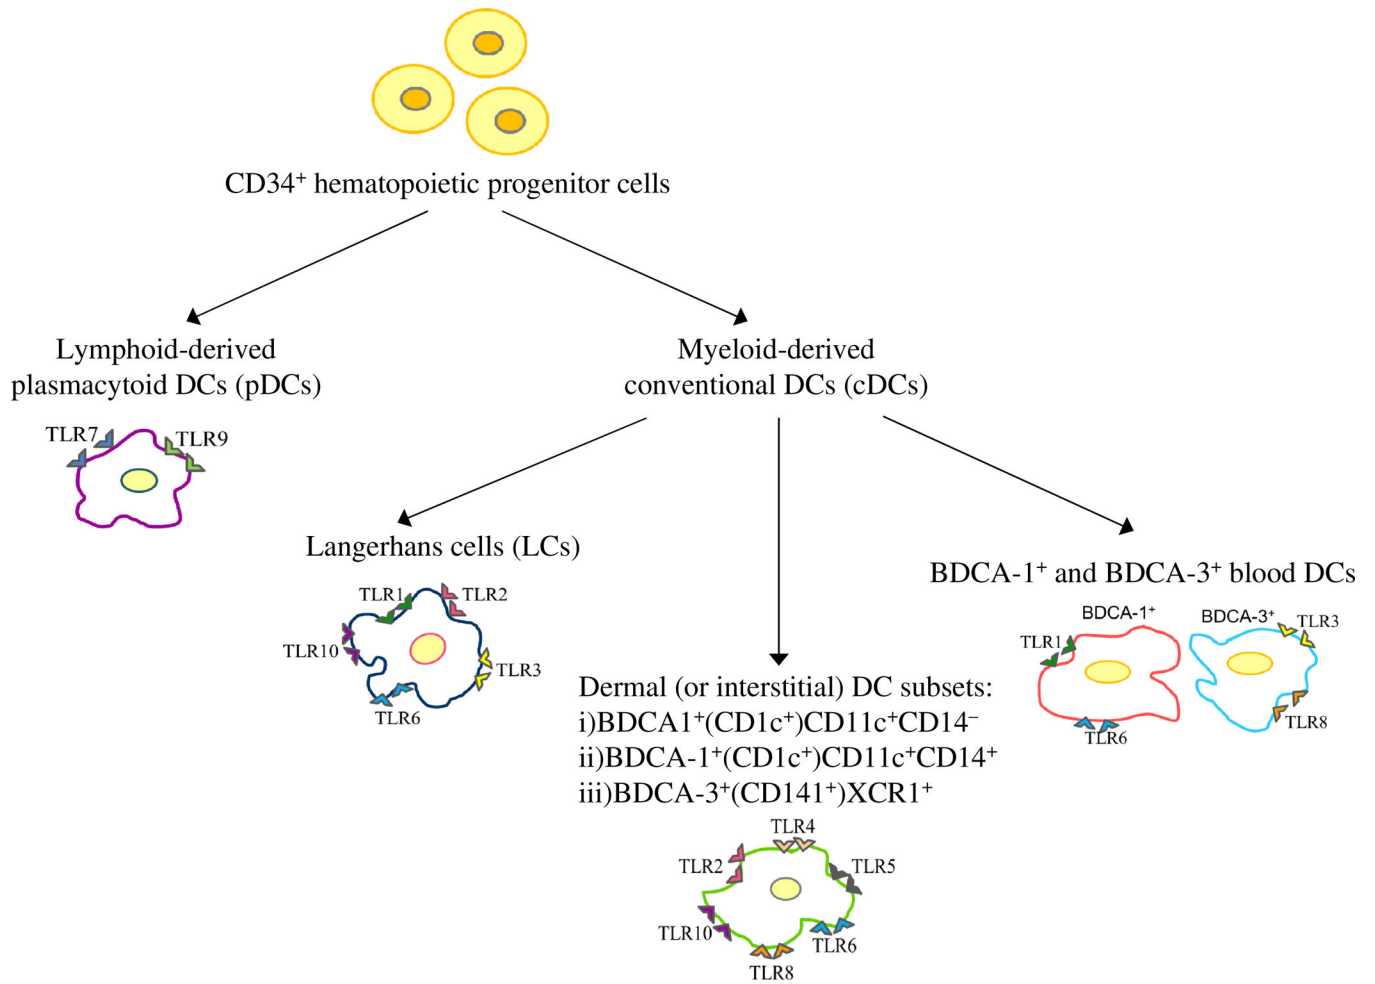 CD34⁺ hematopoietic progenitor cells
Lymphoid-derived
plasmacytoid DCs (pDCs)
Myeloid-derived
conventional DCs (cDCs)
TLR7
TLR9
Langerhans cells (LCs)
TLR1
TLR2
TLR10
TLR3
TLR6
Dermal (or interstitial) DC subsets:
i)BDCA1⁺(CD1c⁺)CD11c⁺CD14⁻
ii)BDCA-1⁺(CD1c⁺)CD11c⁺CD14⁺
iii)BDCA-3⁺(CD141⁺)XCR1⁺
TLR4
TLR2
TLR5
TLR10
TLR6
TLR8
BDCA-1⁺ and BDCA-3⁺ blood DCs
BDCA-1⁺
TLR1
TLR6
BDCA-3⁺
TLR3
TLR8